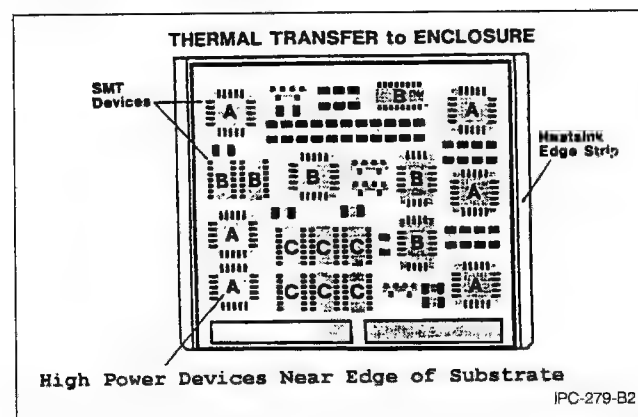 THERMAL TRANSFER to ENCLOSURE
SMT
Devices
A
B
A
Heatsink
Edge Strip
B B
B
B
A
A
B
C C C
A
C C C
A
High Power Devices Near Edge of Substrate
IPC-279-B2